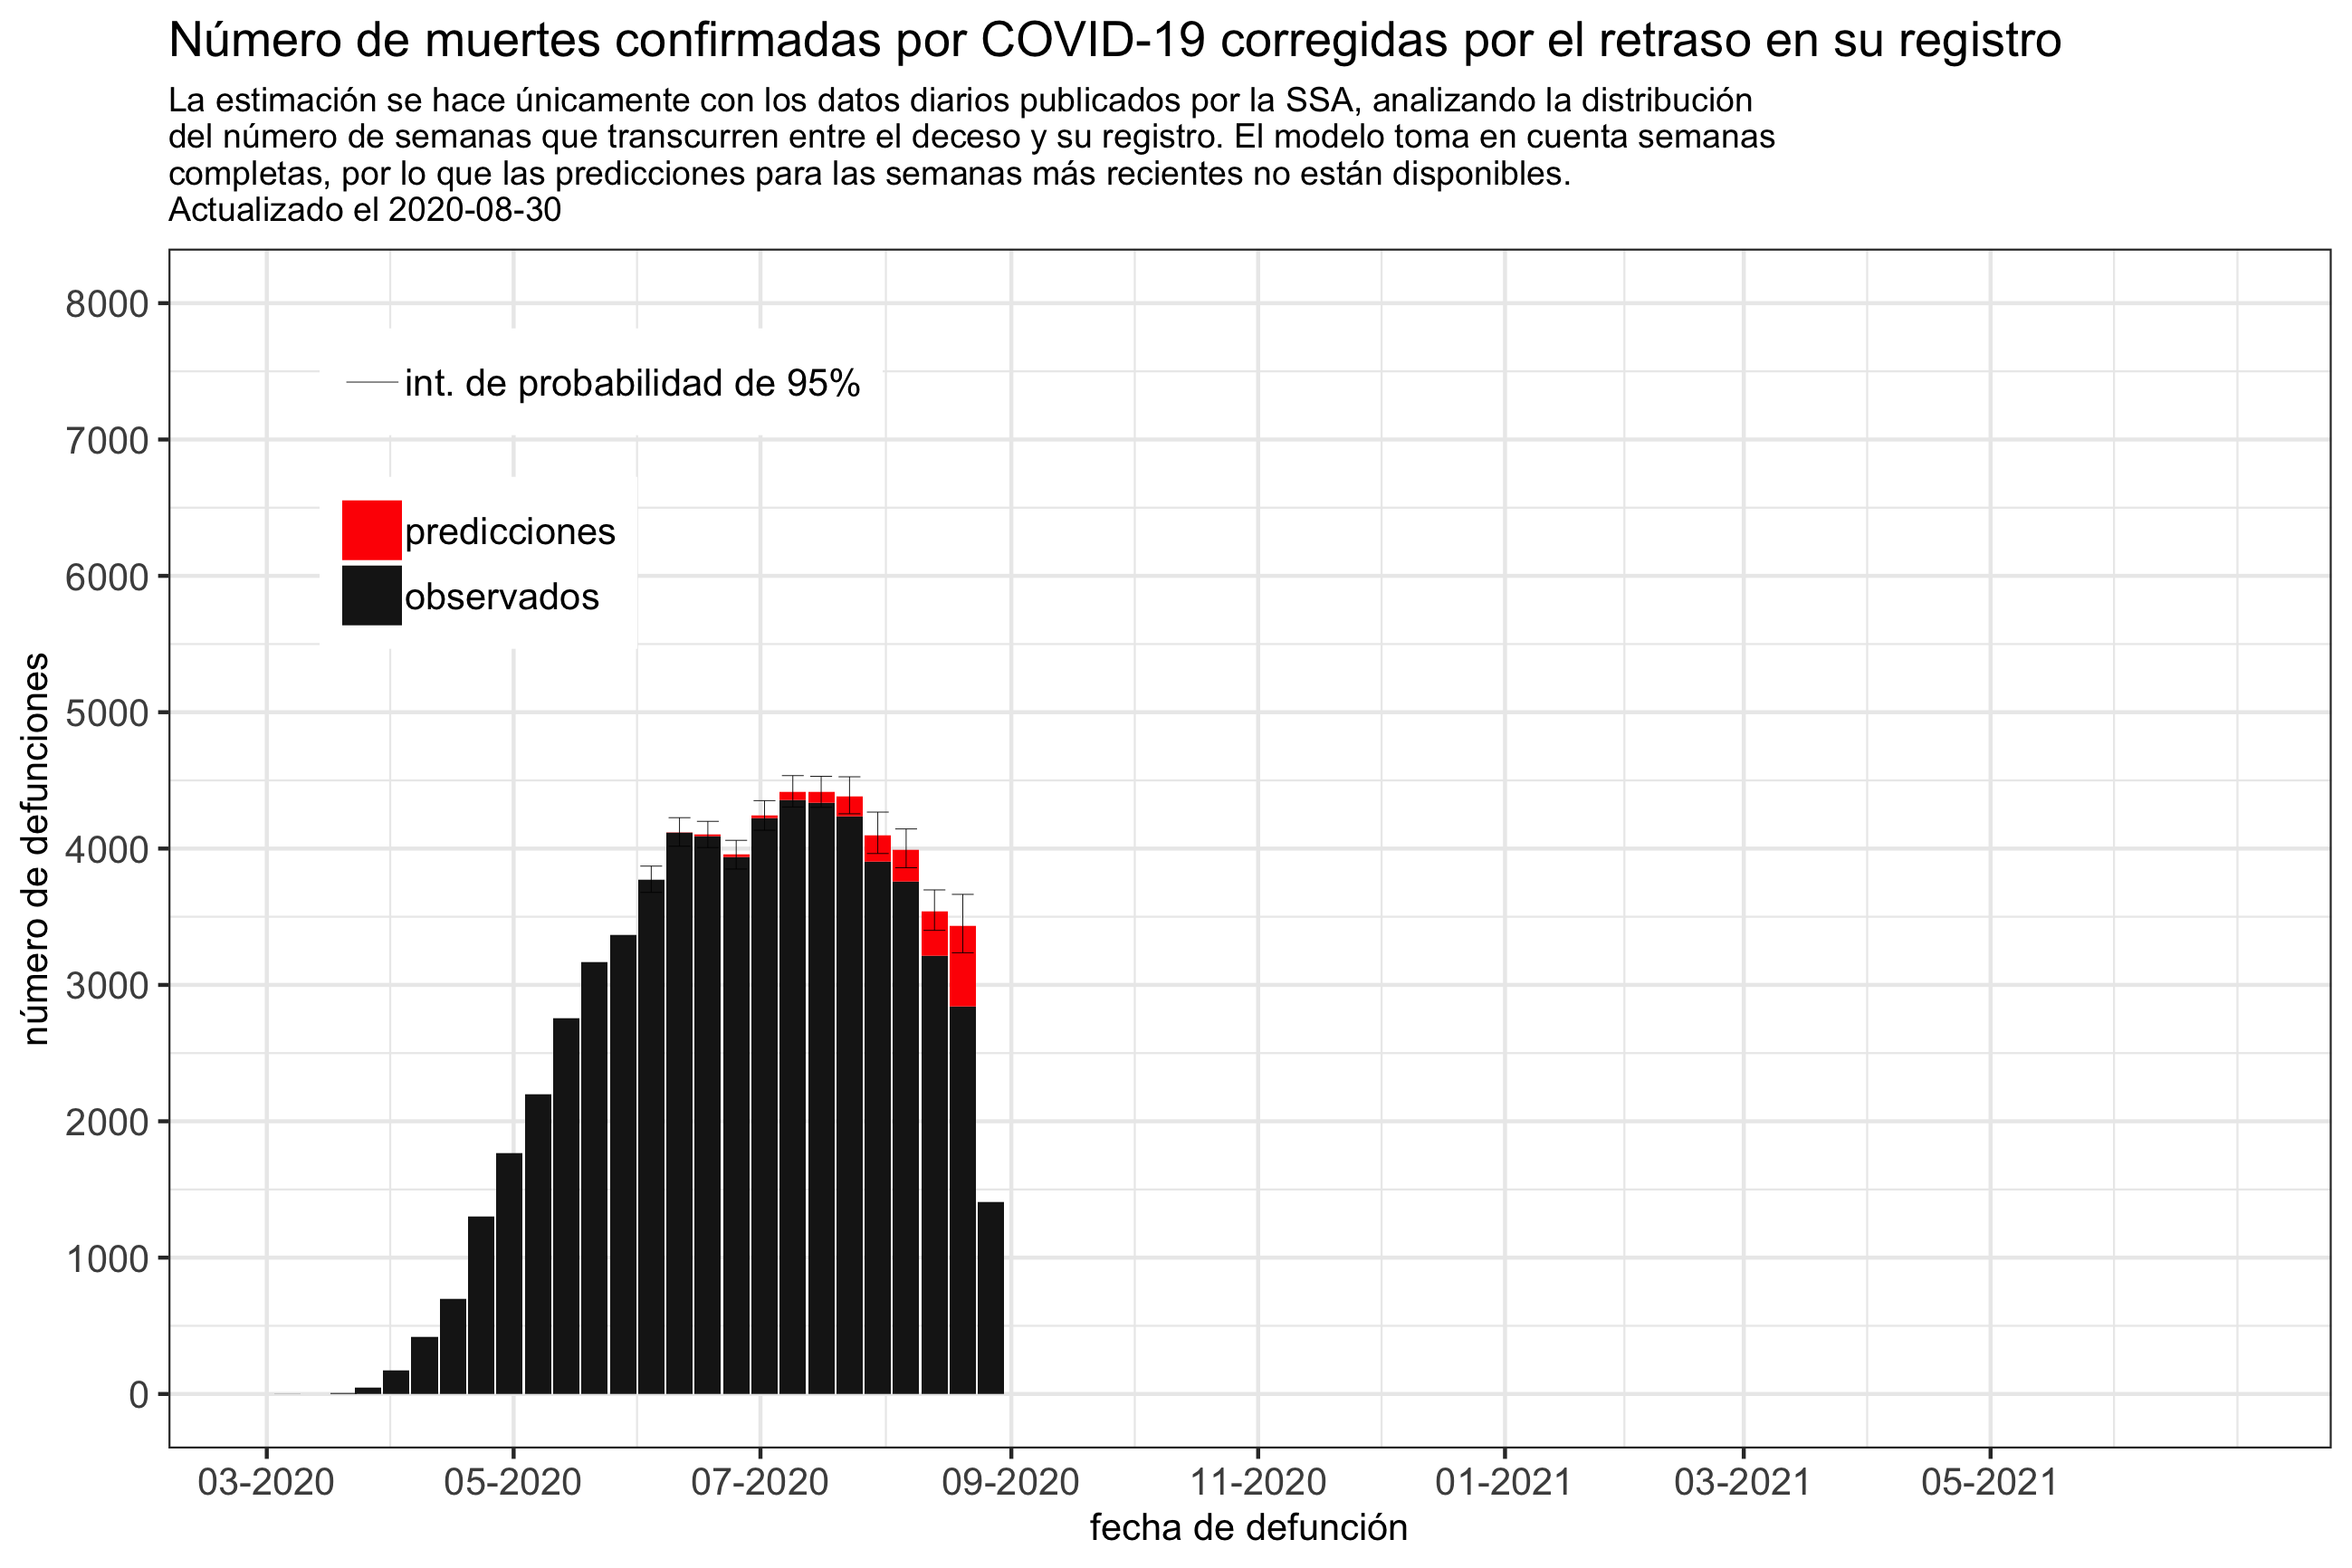 Número de muertes confirmadas por COVID-19 corregidas por el retraso en su registro
La estimación se hace únicamente con los datos diarios publicados por la SSA, analizando la distribución
del número de semanas que transcurren entre el deceso y su registro. El modelo toma en cuenta semanas
completas, por lo que las predicciones para las semanas más recientes no están disponibles.
Actualizado el 2020-08-30
número de defunciones
8000
7000
6000
5000
4000
3000
2000
1000
0
int. de probabilidad de 95%
predicciones
observados
03-2020 05-2020 07-2020 09-2020 11-2020 01-2021 03-2021 05-2021
fecha de defunción